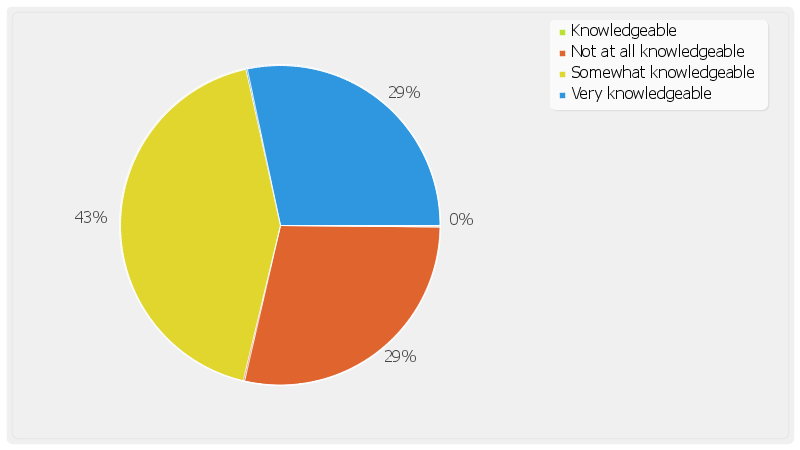 Knowledgeable
Not at all knowledgeable
Somewhat knowledgeable
Very knowledgeable
29%
43%
0%
29%